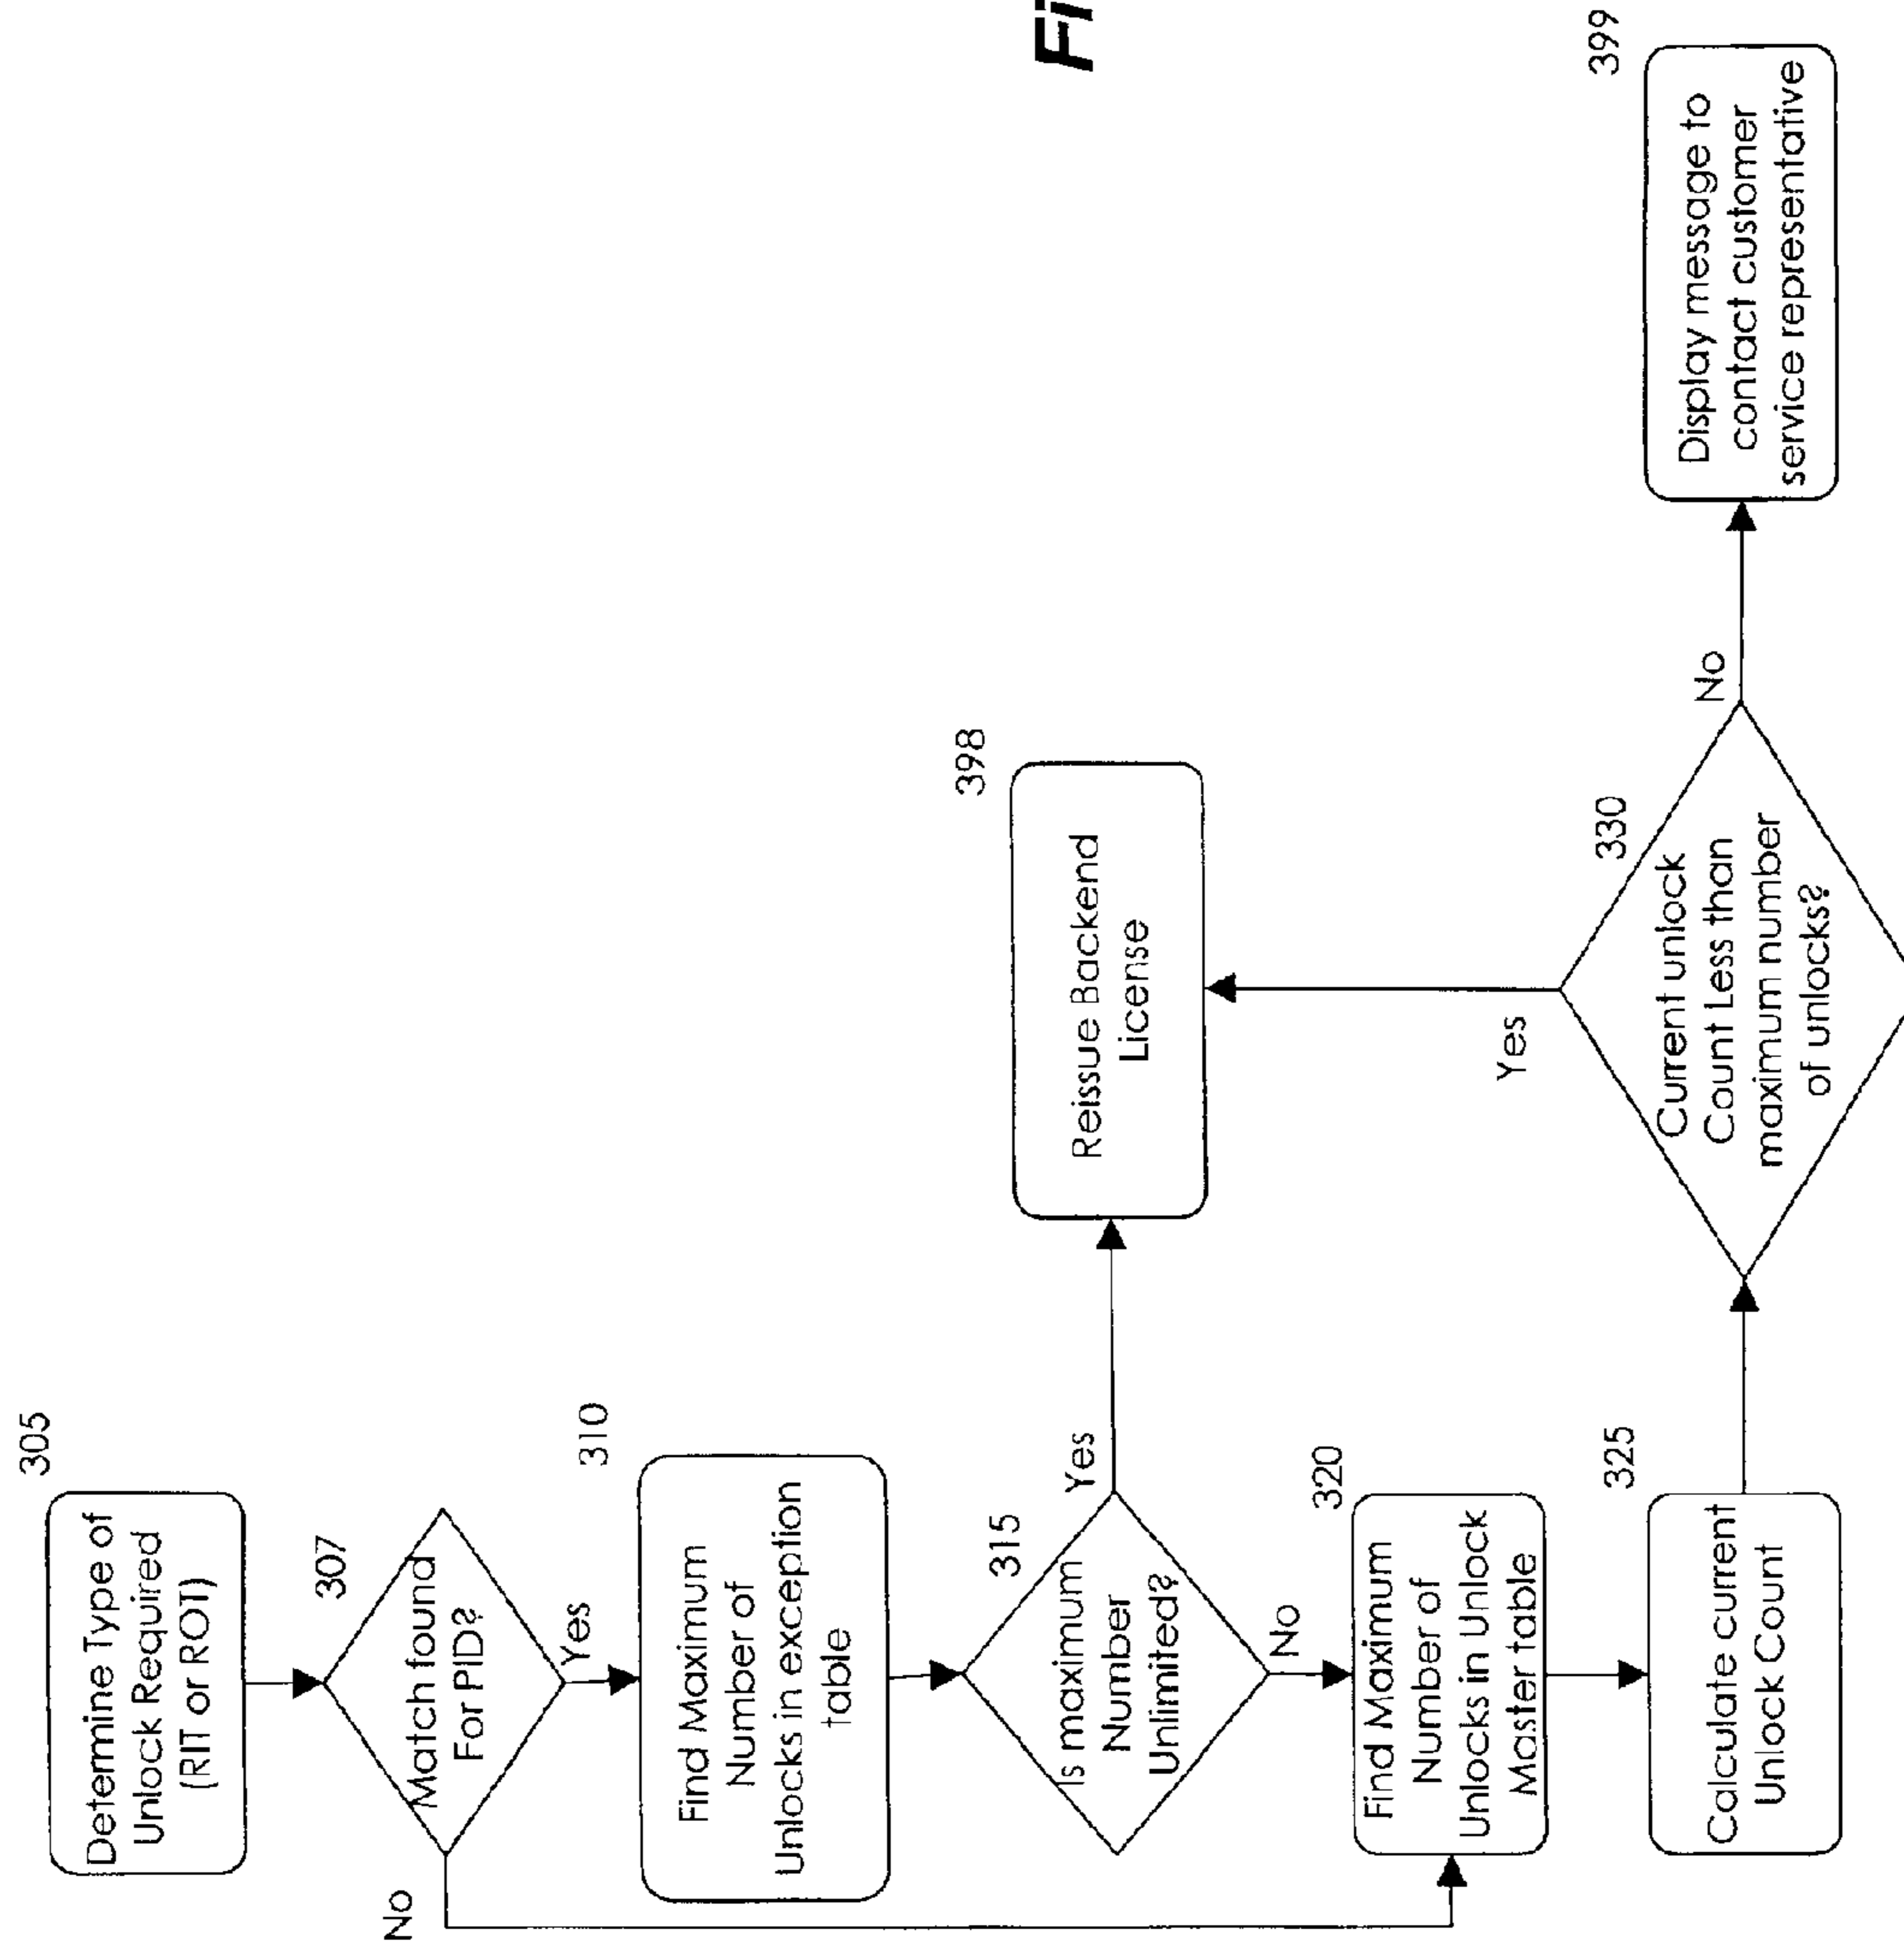 305
Determine Type of
Unlock Required
(RIT or ROT)
307
Match found
For PID?
No
Yes
310
Find Maximum
Number of
Unlocks in exception
table
315
Is maximum
Number
Unlimited?
Yes
No
398
Reissue Backend
License
320
Find Maximum
Number of
Unlocks in Unlock
Master table
325
Calculate current
Unlock Count
330
Current unlock
Count Less than
maximum number
of unlocks?
Yes
No
399
Display message to
contact customer
service representative
Fi